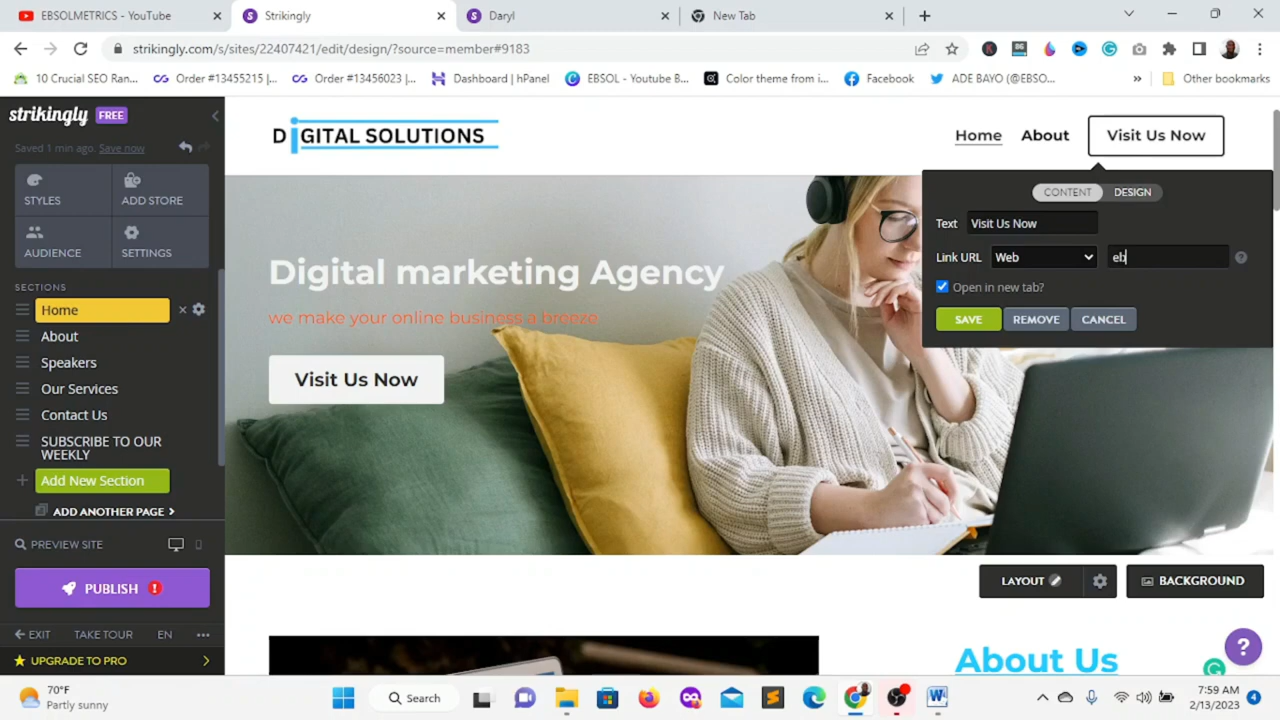 EBSOLMETRICS - YouTube
Strikingly
Daryl
New Tab
strikingly.com/s/sites/22407421/edit/design/?source=member#9183
10 Crucial SEO Ran...
Order #13455215 | ...
Order #13456023 | ...
Dashboard | hPanel
EBSOL - Youtube B...
Color theme from i...
Facebook
ADE BAYO (@EBSO...
»
Other bookmarks
strikingly FREE
Saved 1 min ago. Save now
STYLES
ADD STORE
AUDIENCE
SETTINGS
SECTIONS
Home
About
Speakers
Our Services
Contact Us
SUBSCRIBE TO OUR
WEEKLY
Add New Section
ADD ANOTHER PAGE
PREVIEW SITE
PUBLISH !
EXIT
TAKE TOUR
EN
UPGRADE TO PRO
DIGITAL SOLUTIONS
Home
About
Visit Us Now
CONTENT
DESIGN
Text
Visit Us Now
Link URL
Web
eb
?
Open in new tab?
SAVE
REMOVE
CANCEL
Digital marketing Agency
we make your online business a breeze
Visit Us Now
LAYOUT
BACKGROUND
About Us
?
70°F
Partly sunny
Search
7:59 AM
2/13/2023
4